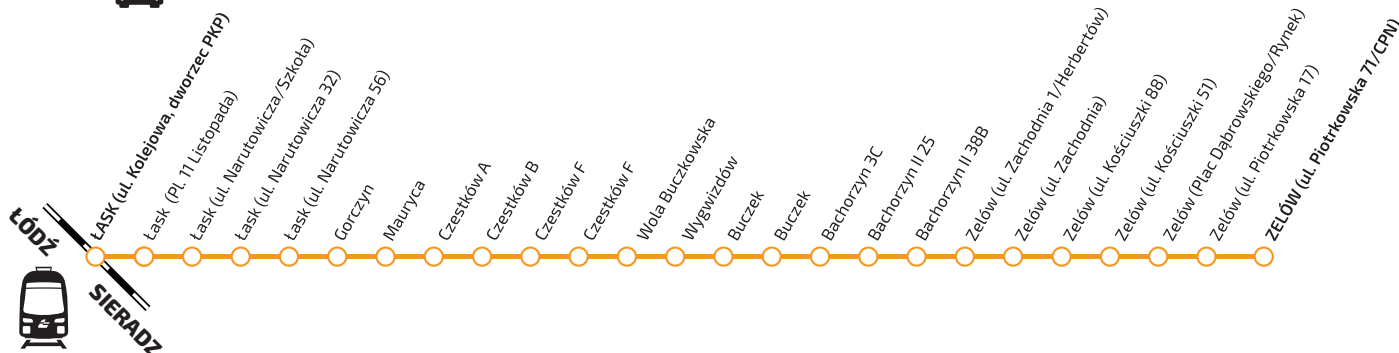 ŁASK (ul. Kolejowa, dworzec PKP)
Łask (Pl. 11 Listopada)
Łask (ul. Narutowicza/Szkoła)
Łask (ul. Narutowicza 32)
Łask (ul. Narutowicza 56)
Gorczyn
Mauryca
Czestków A
Czestków B
Czestków F
Czestków F
Wola Buczkowska
Wygwizdów
Buczek
Buczek
Bachorzyn 3C
Bachorzyn II 25
Bachorzyn II 38B
Zelów (ul. Zachodnia 1/Herbertów)
Zelów (ul. Zachodnia)
Zelów (ul. Kościuszki 88)
Zelów (ul. Kościuszki 51)
Zelów (Plac Dąbrowskiego/Rynek)
Zelów (ul. Piotrkowska 17)
ZELÓW (ul. Piotrkowska 71/CPN)
ŁÓDŹ
SIERADZ